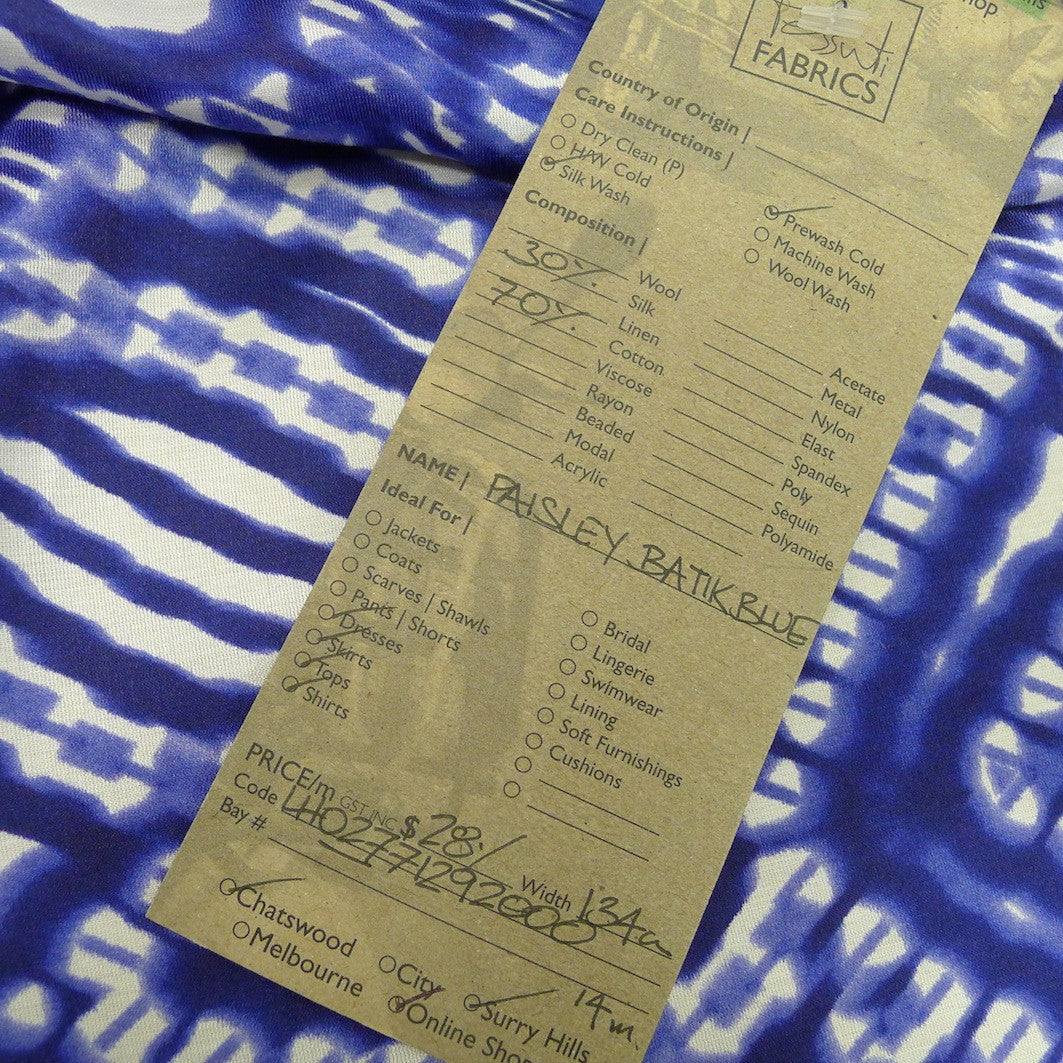 Tessuti
FABRICS
Country of Origin |
Care Instructions |
Dry Clean (P)
H/W Cold
Silk Wash
Prewash Cold
Machine Wash
Wool Wash
Composition |
Wool
30% Silk
70% Linen
Cotton
Viscose
Rayon
Beaded
Modal
Acrylic
Acetate
Metal
Nylon
Elast
Spandex
Poly
Sequin
Polyamide
NAME | PAISLEY BATIK BLUE
Ideal For |
Jackets
Coats
Scarves | Shawls
Pants | Shorts
Dresses
Skirts
Tops
Shirts
Bridal
Lingerie
Swimwear
Lining
Soft Furnishings
Cushions
PRICE/m GST INC $ 28/ Width 134cm
Code LH0277129200
Bay #
Chatswood
Melbourne
City
Online Shop
Surry Hills
14m